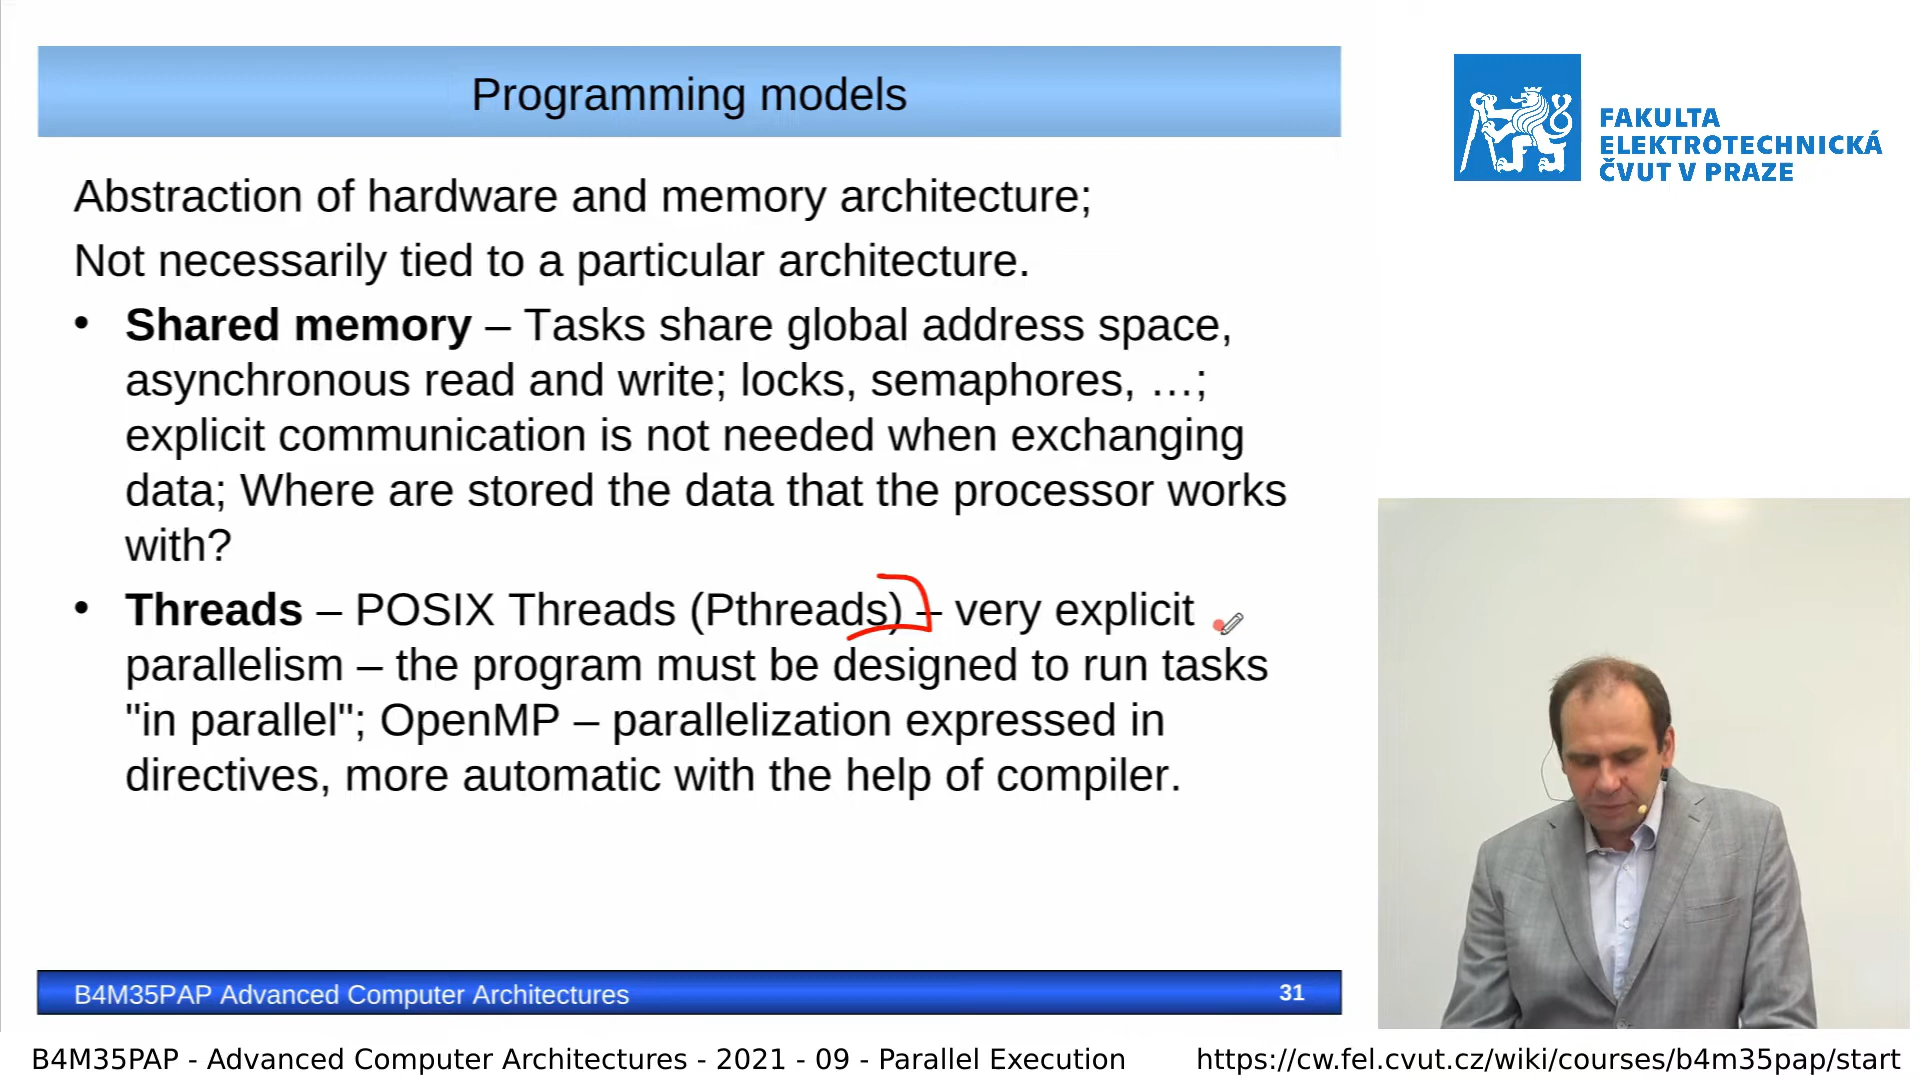 Programming models
FAKULTA
ELEKTROTECHNICKÁ
ČVUT V PRAZE
Abstraction of hardware and memory architecture;
Not necessarily tied to a particular architecture.
• Shared memory – Tasks share global address space,
asynchronous read and write; locks, semaphores, …;
explicit communication is not needed when exchanging
data; Where are stored the data that the processor works
with?
• Threads – POSIX Threads (Pthreads) – very explicit
parallelism – the program must be designed to run tasks
"in parallel"; OpenMP – parallelization expressed in
directives, more automatic with the help of compiler.
B4M35PAP Advanced Computer Architectures 31
B4M35PAP - Advanced Computer Architectures - 2021 - 09 - Parallel Execution https://cw.fel.cvut.cz/wiki/courses/b4m35pap/start